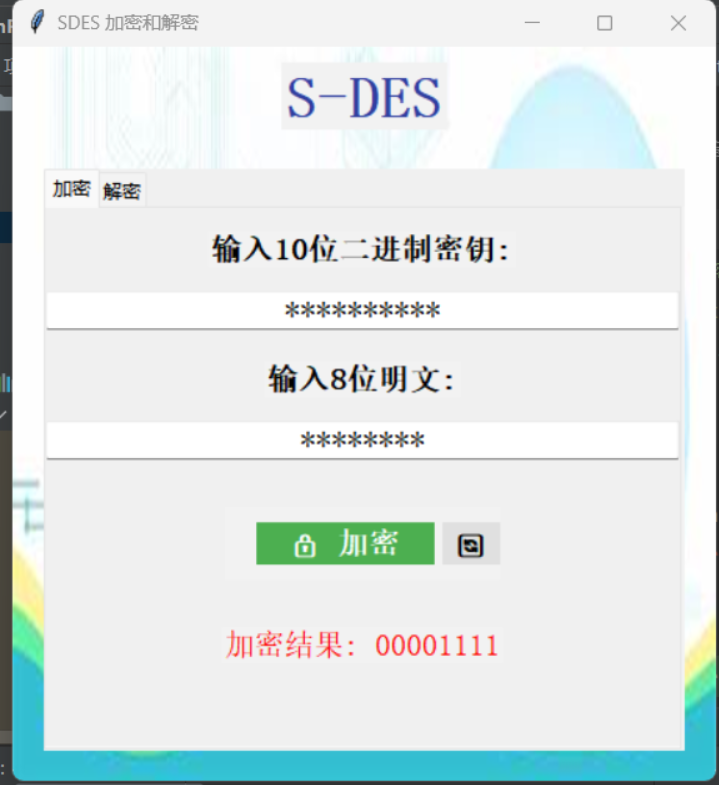 SDES 加密和解密
S-DES
加密 解密
输入10位二进制密钥:
**********
输入8位明文:
********
加密
加密结果: 00001111